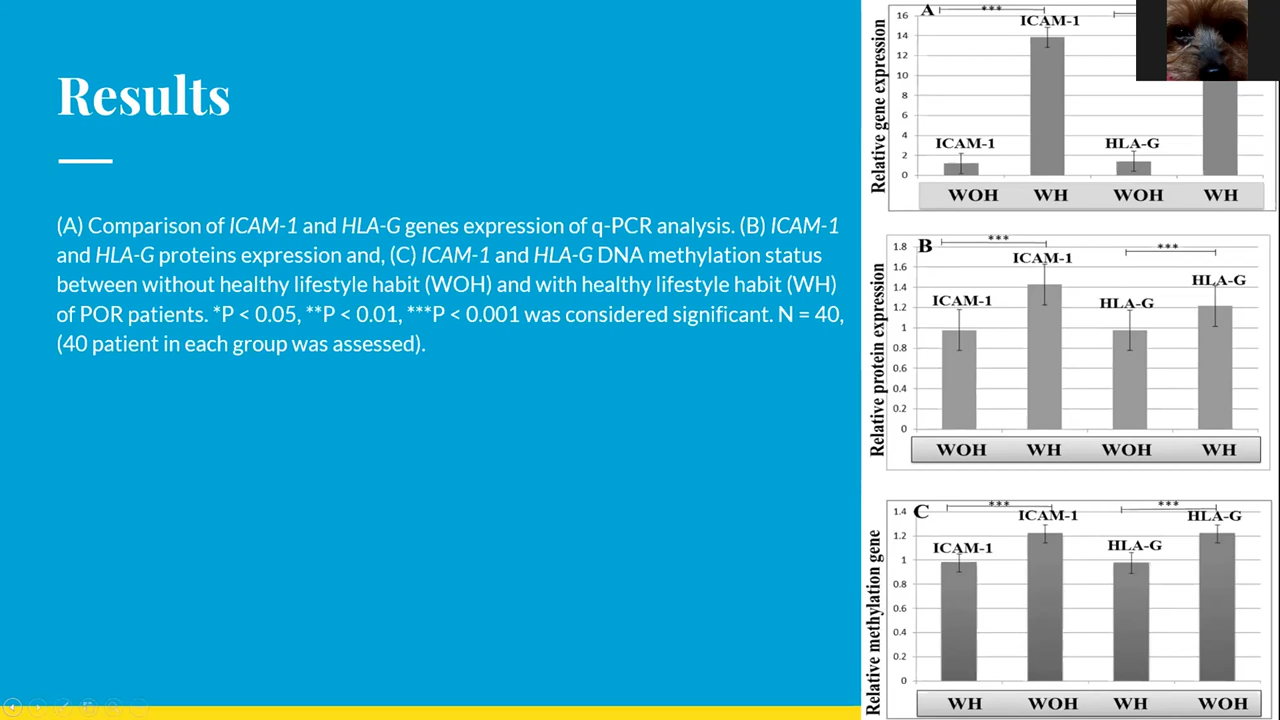 Results
(A) Comparison of ICAM-1 and HLA-G genes expression of q-PCR analysis. (B) ICAM-1
and HLA-G proteins expression and, (C) ICAM-1 and HLA-G DNA methylation status
between without healthy lifestyle habit (WOH) and with healthy lifestyle habit (WH)
of POR patients. *P < 0.05, **P < 0.01, ***P < 0.001 was considered significant. N = 40,
(40 patient in each group was assessed).
A
***
Relative gene expression
16
14
12
10
8
6
4
2
0
ICAM-1
ICAM-1
HLA-G
WOH WH WOH WH
B
*** ***
Relative protein expression
1.8
1.6
1.4
1.2
1
0.8
0.6
0.4
0.2
0
ICAM-1
ICAM-1
HLA-G
HLA-G
WOH WH WOH WH
C
*** ***
Relative methylation gene
1.4
1.2
1
0.8
0.6
0.4
0.2
0
ICAM-1
ICAM-1
HLA-G
HLA-G
WH WOH WH WOH